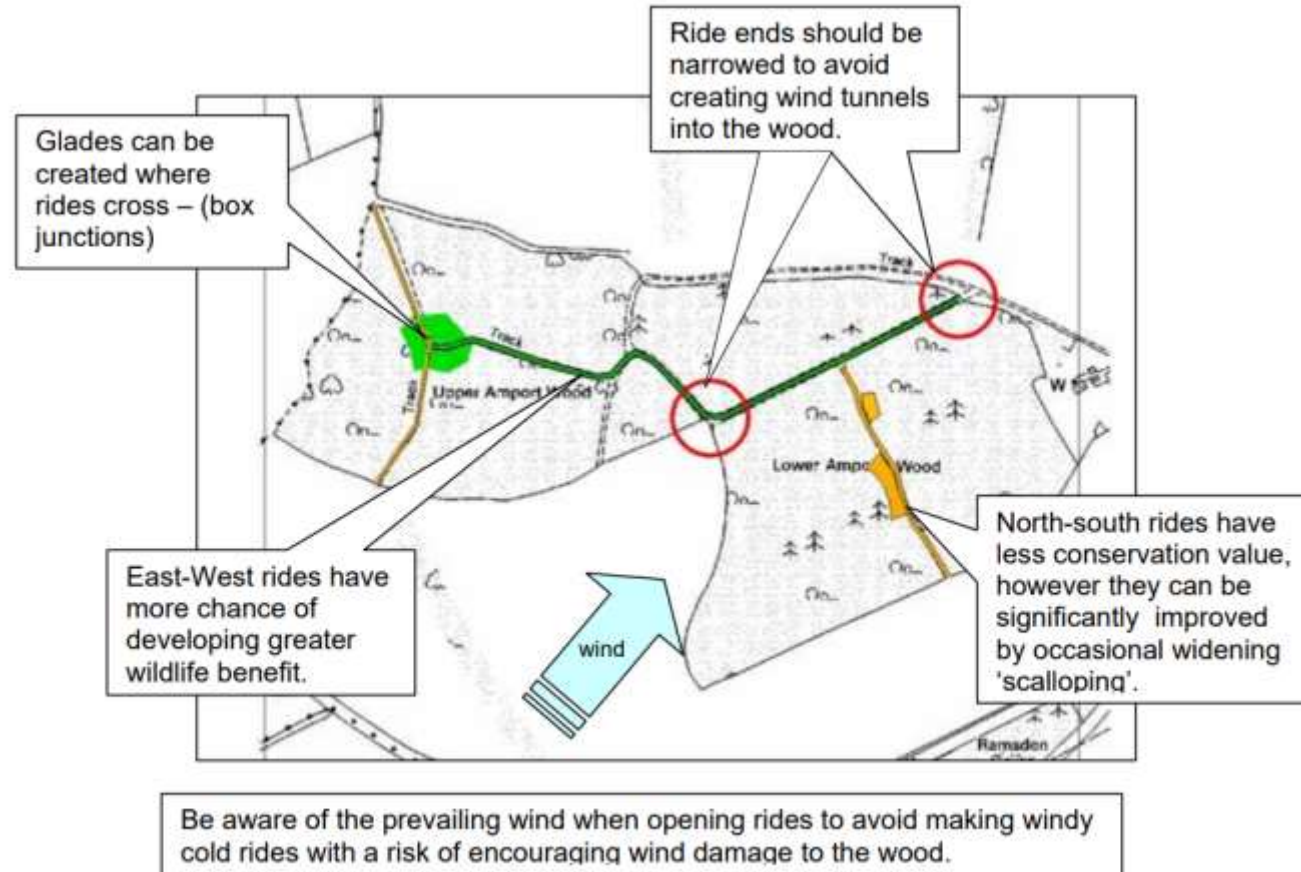 Ride ends should be
narrowed to avoid
creating wind tunnels
into the wood.
Glades can be
created where
rides cross – (box
junctions)
Track
Track
Upper Amport Wood
Track
W
Lower Ampo Wood
East-West rides have
more chance of
developing greater
wildlife benefit.
wind
North-south rides have
less conservation value,
however they can be
significantly improved
by occasional widening
'scalloping'.
Ramsden
Be aware of the prevailing wind when opening rides to avoid making windy
cold rides with a risk of encouraging wind damage to the wood.